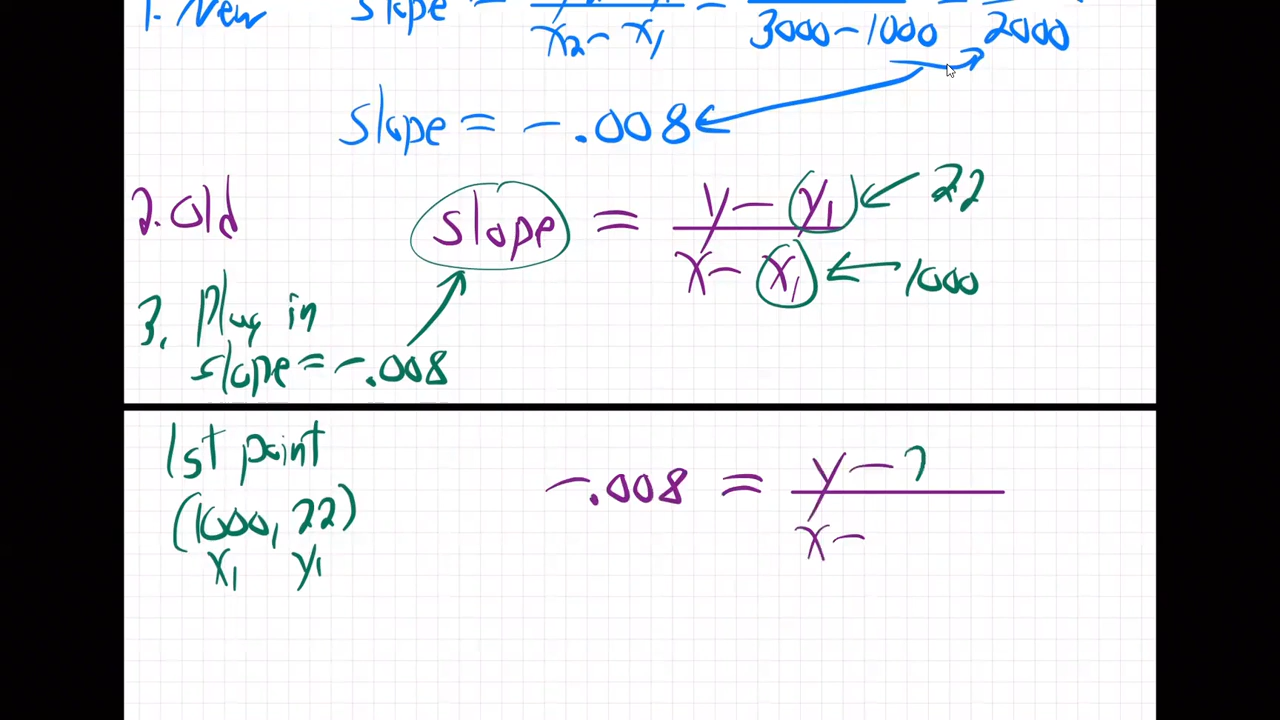 1. New slope = / x₂ - x₁ = / 3000 - 1000 = / 2000
slope = -.008
2. Old slope = y - y₁ / x - x₁ ← 22 ← 1000
3. Plug in
slope = -.008
1st point
(1000, 22)
x₁ y₁
-.008 = y - 2 / x -